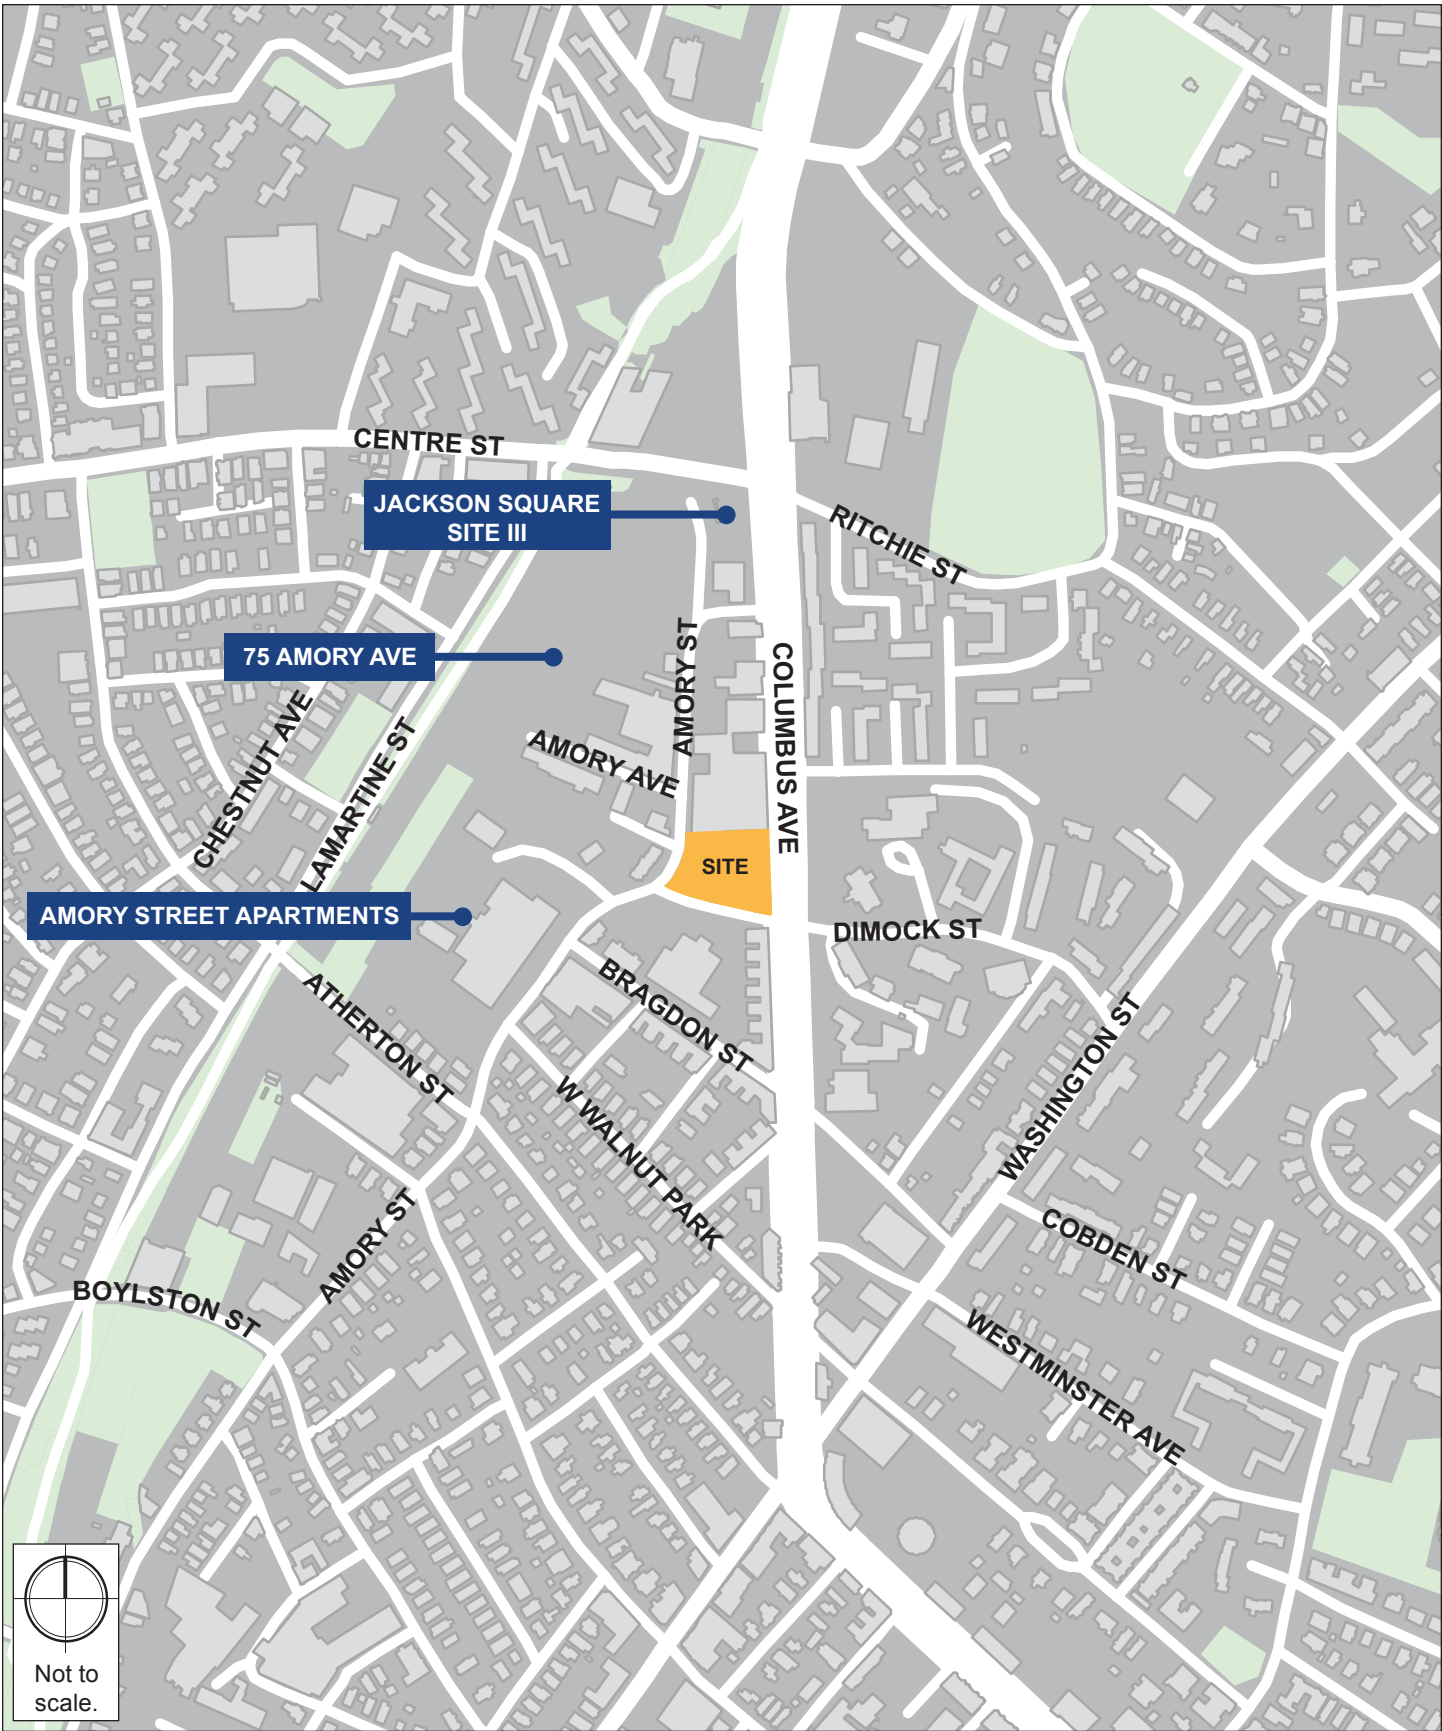 CENTRE ST
JACKSON SQUARE
SITE III
RITCHIE ST
75 AMORY AVE
AMORY ST
COLUMBUS AVE
CHESTNUT AVE
LAMARTINE ST
AMORY AVE
SITE
AMORY STREET APARTMENTS
DIMOCK ST
BRAGDON ST
ATHERTON ST
WASHINGTON ST
W WALNUT PARK
AMORY ST
COBDEN ST
BOYLSTON ST
WESTMINSTER AVE
Not to
scale.